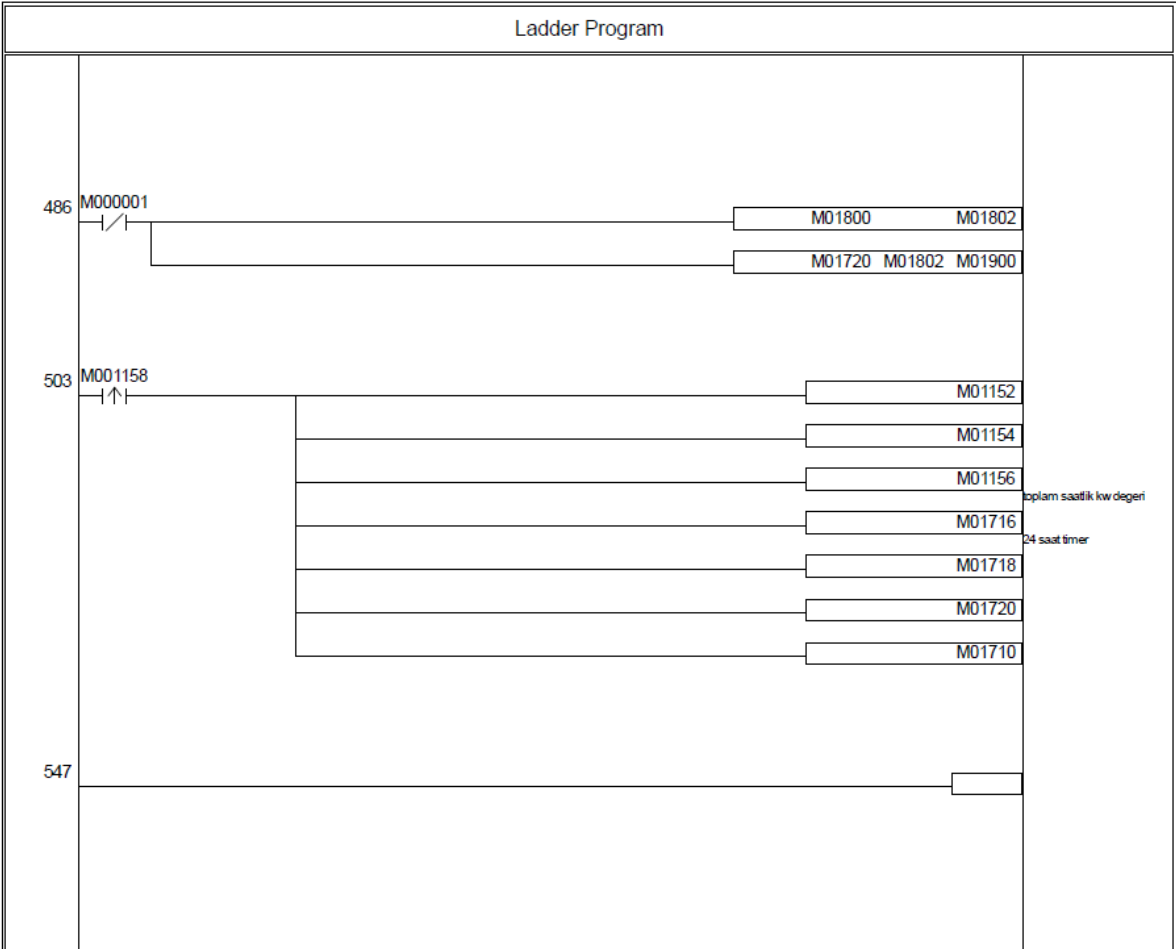 Ladder Program
486 M000001
M01800 M01802
M01720 M01802 M01900
503 M001158
M01152
M01154
M01156
toplam saatlik kw degeri
M01716
24 saat timer
M01718
M01720
M01710
547